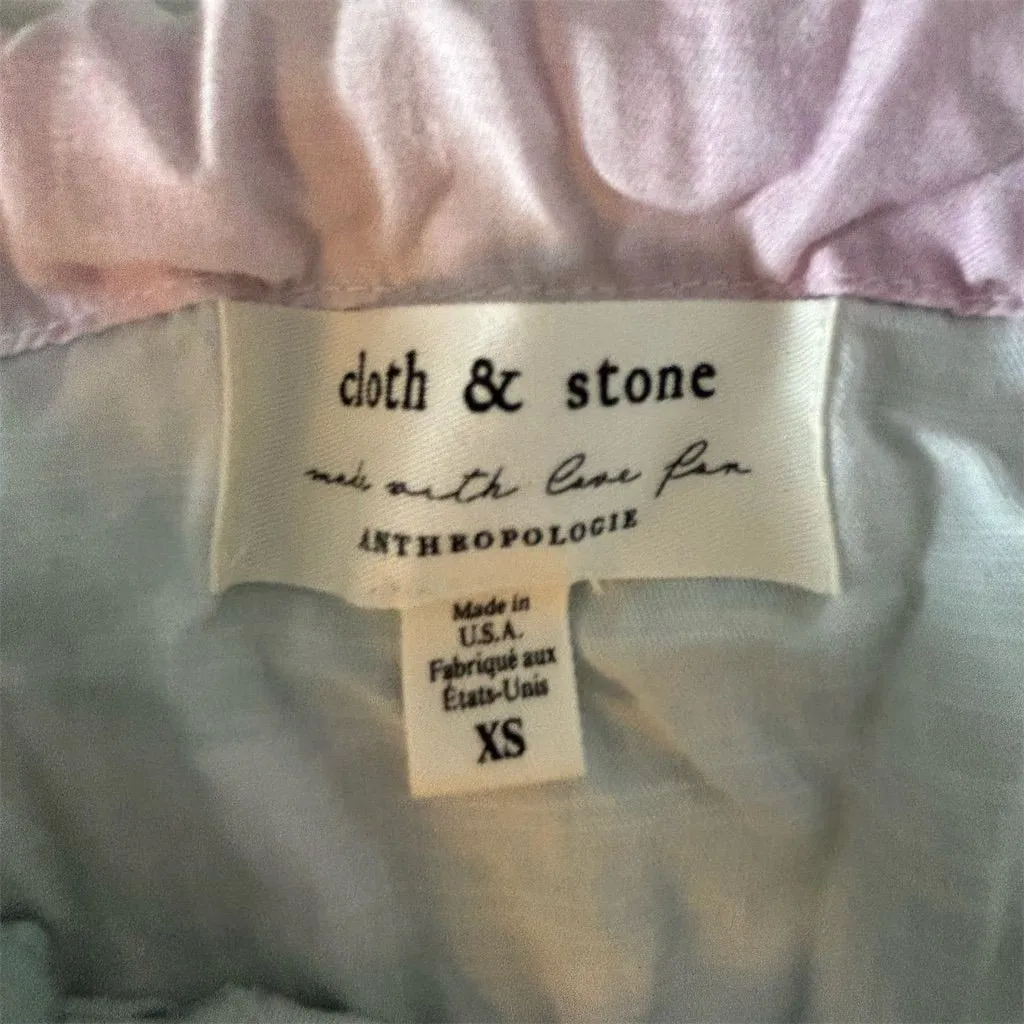 cloth & stone
made with love for
ANTHROPOLOGIE
Made in
U.S.A.
Fabriqué aux
États-Unis
XS